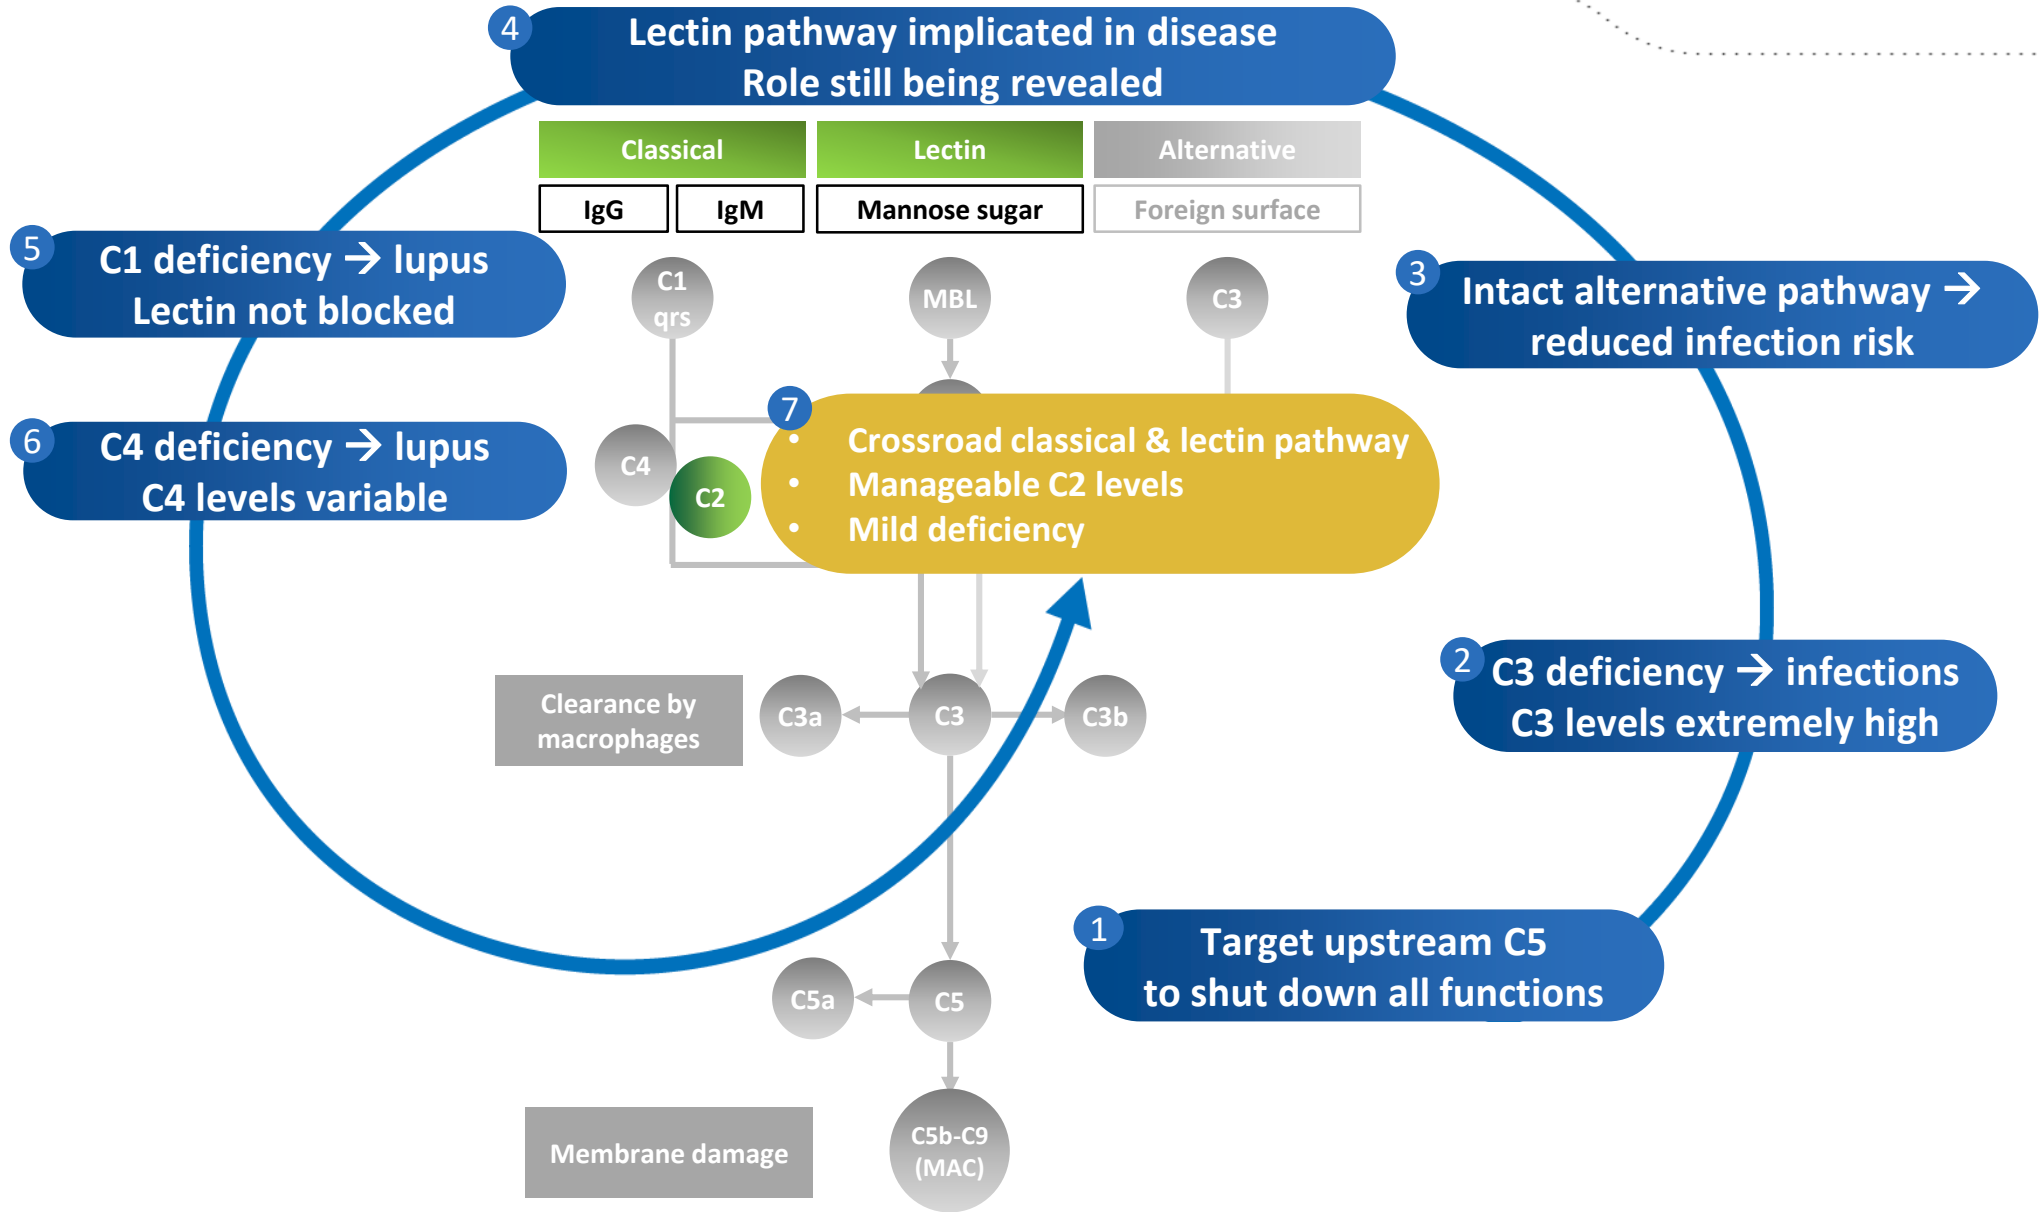 4
Lectin pathway implicated in disease
Role still being revealed
Classical
Lectin
Alternative
IgG
IgM
Mannose sugar
Foreign surface
5
C1 deficiency → lupus
Lectin not blocked
C1
qrs
MBL
C3
3
Intact alternative pathway →
reduced infection risk
6
C4 deficiency → lupus
C4 levels variable
C4
C2
7
• Crossroad classical & lectin pathway
• Manageable C2 levels
• Mild deficiency
2
C3 deficiency → infections
C3 levels extremely high
Clearance by
macrophages
C3a
C3
C3b
1
Target upstream C5
to shut down all functions
C5a
C5
Membrane damage
C5b-C9
(MAC)